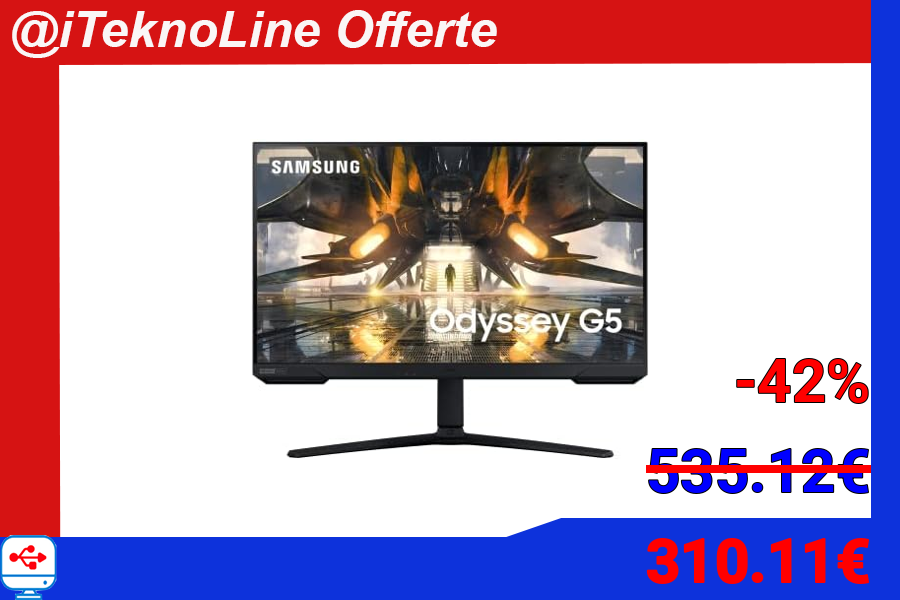 @iTeknoLine Offerte
SAMSUNG
Odyssey G5
-42%
535.12€
310.11€